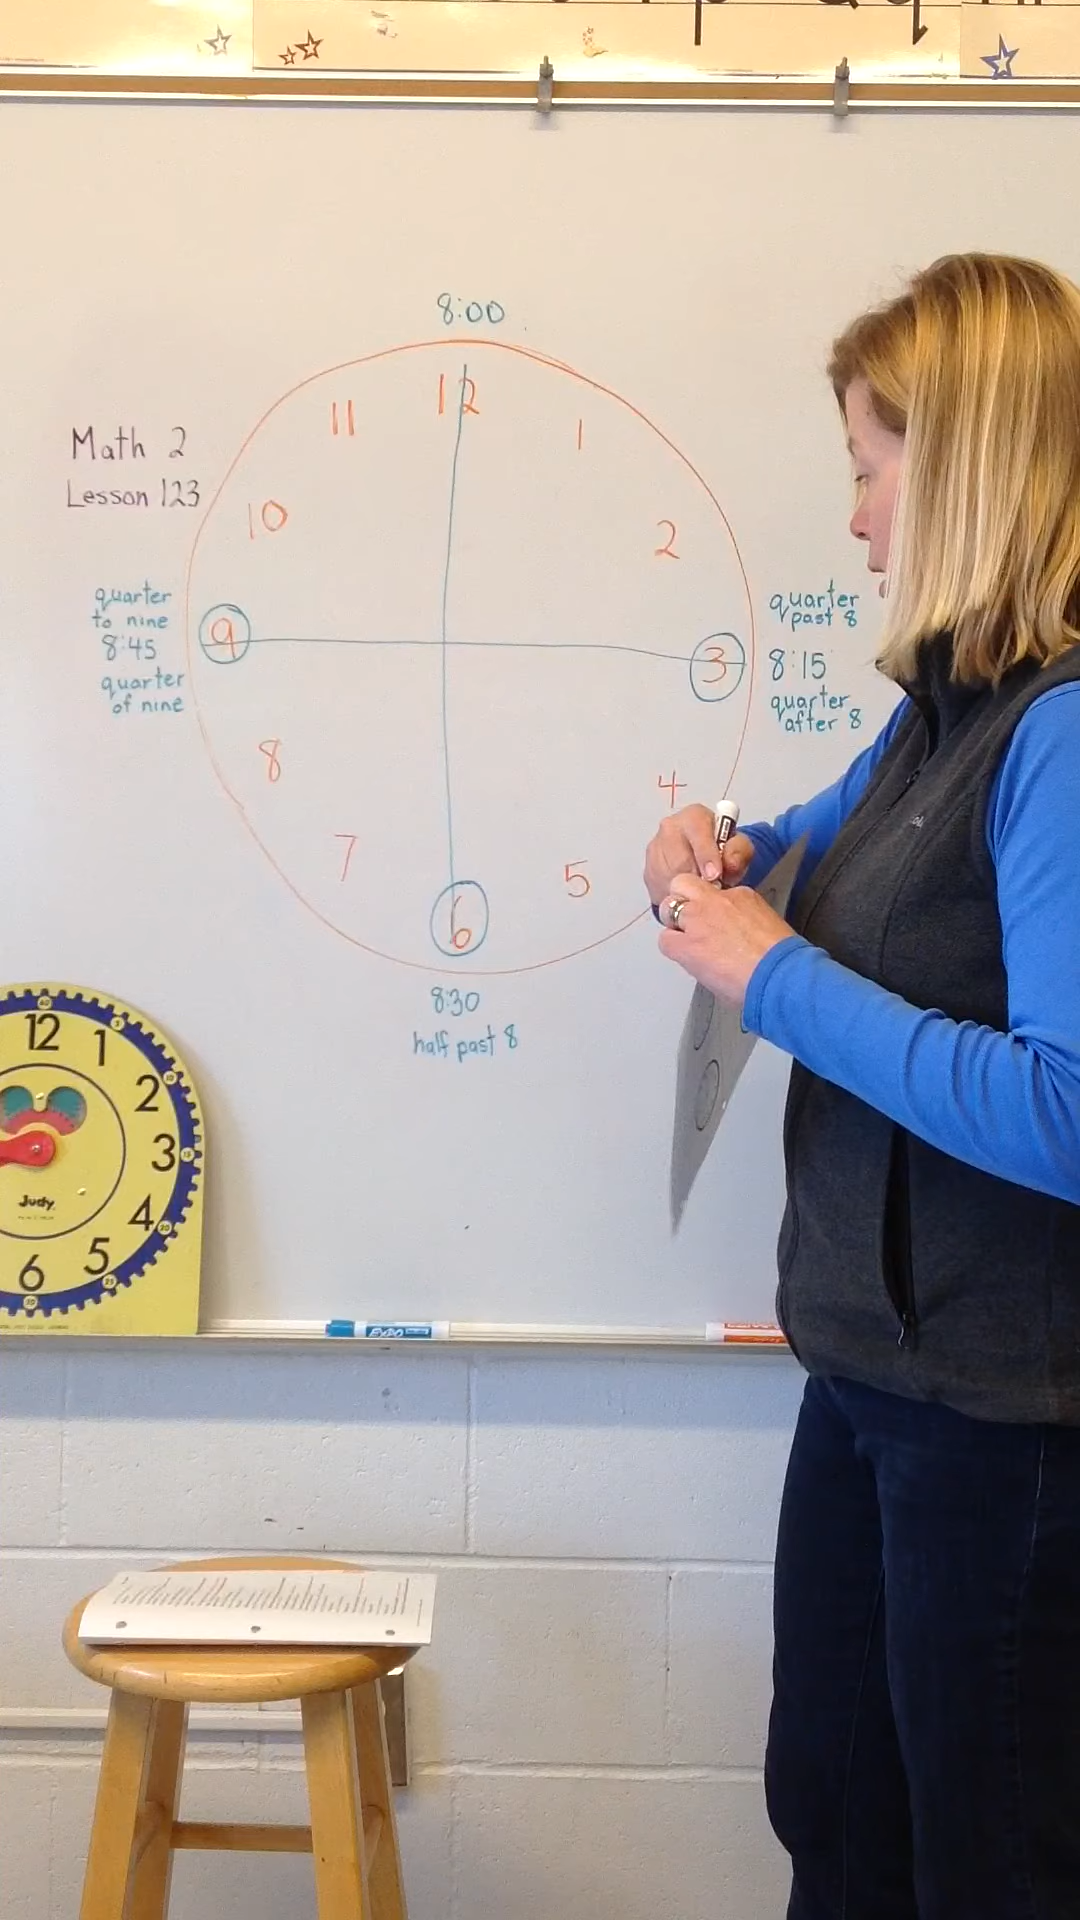 8:00
12
11
1
Math 2
Lesson 123
10
2
quarter
to nine
8:45
quarter
of nine
9
3
quarter
past 8
8:15
quarter
after 8
8
4
7
5
6
8:30
half past 8
12
1
2
3
4
5
6
Judy
EXPO